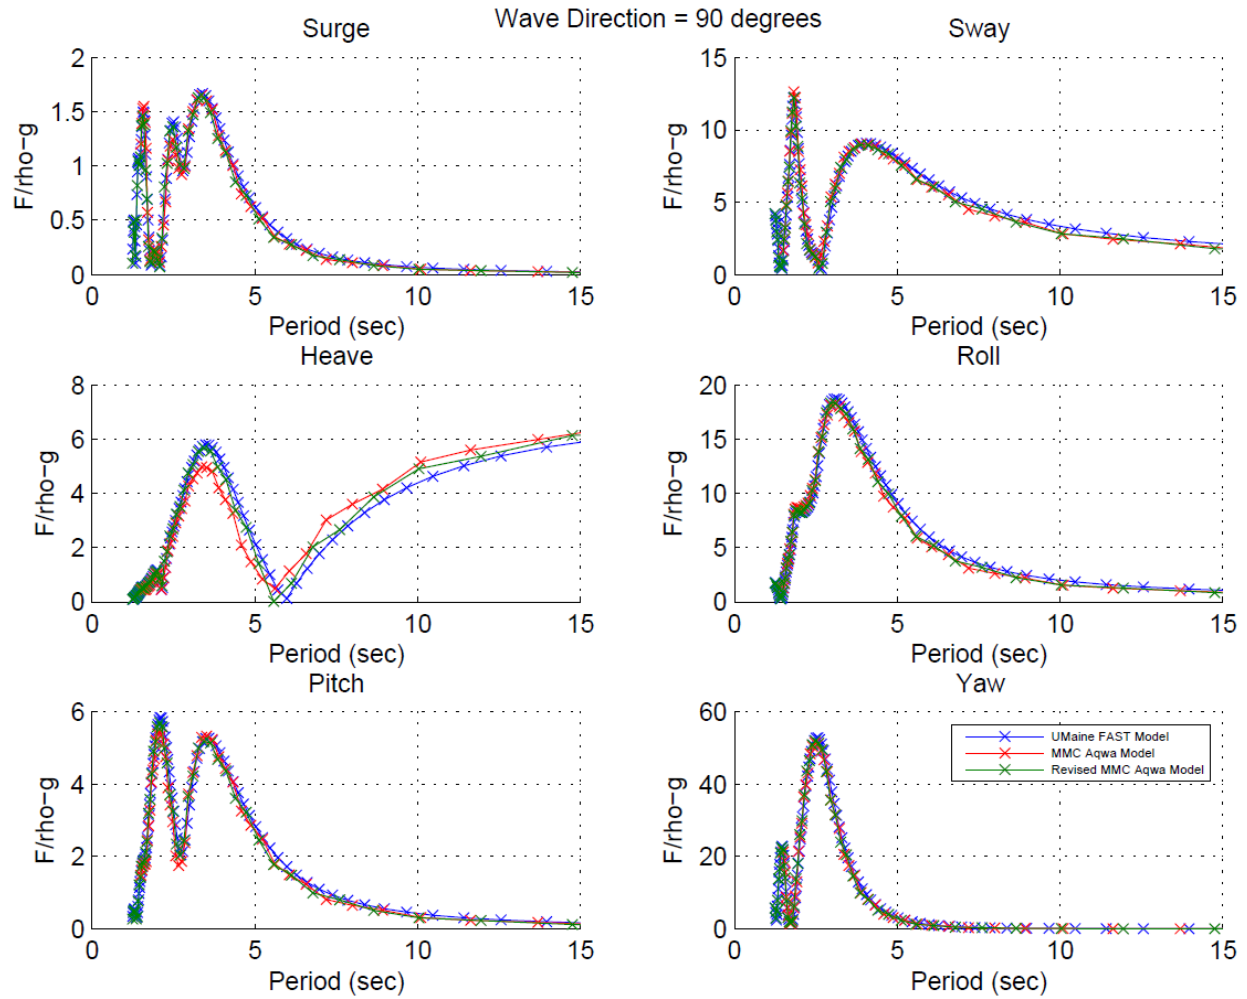 Wave Direction = 90 degrees
Surge
2
1.5
1
0.5
0
F/rho-g
0 5 10 15
Period (sec)
Sway
15
10
5
0
F/rho-g
0 5 10 15
Period (sec)
Heave
8
6
4
2
0
F/rho-g
0 5 10 15
Period (sec)
Roll
20
15
10
5
0
F/rho-g
0 5 10 15
Period (sec)
Pitch
6
4
2
0
F/rho-g
0 5 10 15
Period (sec)
Yaw
60
40
20
0
F/rho-g
UMaine FAST Model
MMC Aqwa Model
Revised MMC Aqwa Model
0 5 10 15
Period (sec)